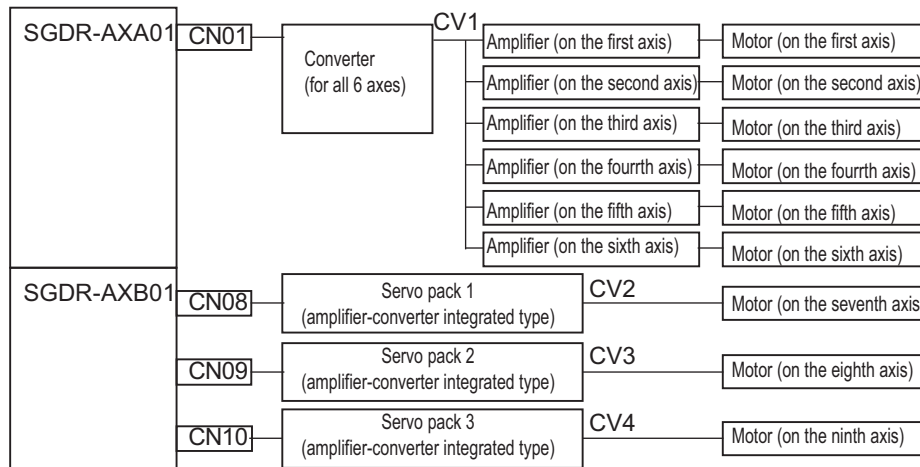 SGDR-AXA01
CN01
Converter
(for all 6 axes)
CV1
Amplifier (on the first axis)
Motor (on the first axis)
Amplifier (on the second axis)
Motor (on the second axis)
Amplifier (on the third axis)
Motor (on the third axis)
Amplifier (on the fourrth axis)
Motor (on the fourrth axis)
Amplifier (on the fifth axis)
Motor (on the fifth axis)
Amplifier (on the sixth axis)
Motor (on the sixth axis)
SGDR-AXB01
CN08
Servo pack 1
(amplifier-converter integrated type)
CV2
Motor (on the seventh axis
CN09
Servo pack 2
(amplifier-converter integrated type)
CV3
Motor (on the eighth axis)
CN10
Servo pack 3
(amplifier-converter integrated type)
CV4
Motor (on the ninth axis)